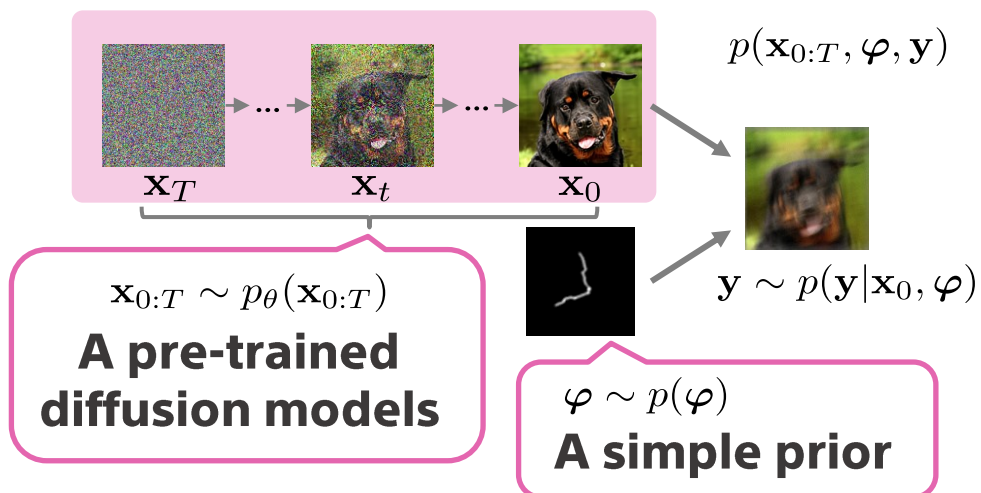 p(x_{0:T}, φ, y)
... ...
x_T x_t x_0
x_{0:T} ∼ p_θ(x_{0:T})
A pre-trained
diffusion models
y ∼ p(y|x_0, φ)
φ ∼ p(φ)
A simple prior